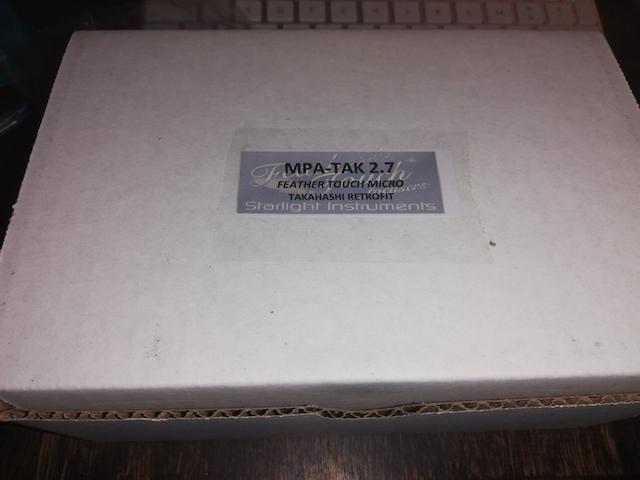 MPA-TAK 2.7
FEATHER TOUCH MICRO
TAKAHASHI RETROFIT
Starlight Instruments